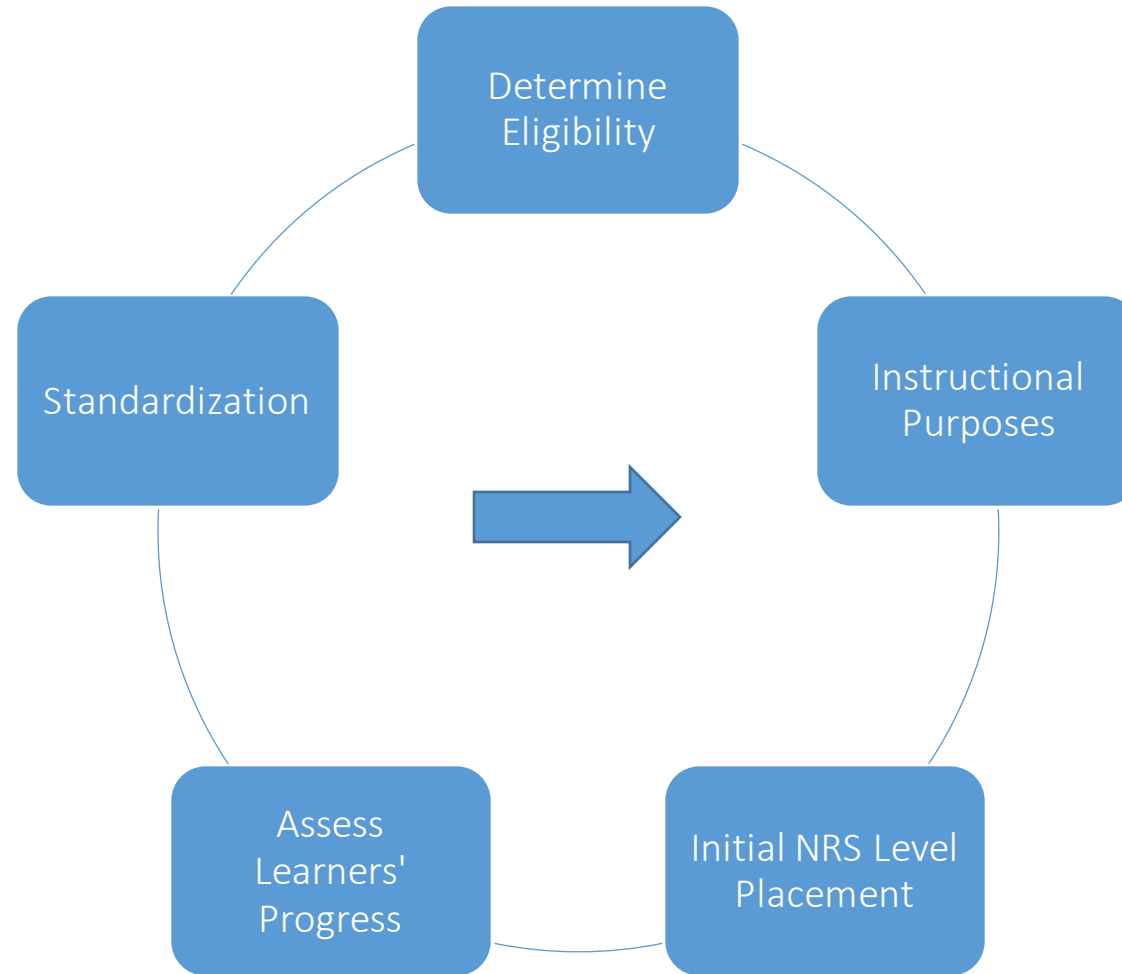 Determine
Eligibility
Instructional
Purposes
Initial NRS Level
Placement
Assess
Learners'
Progress
Standardization